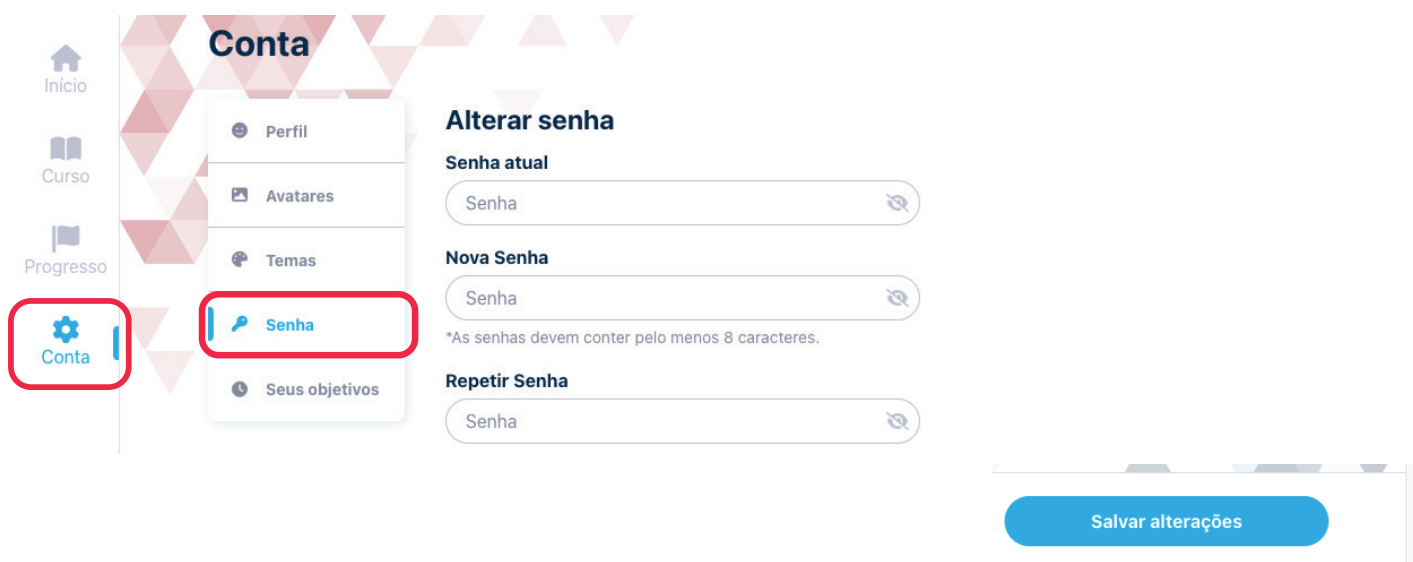 Início
Curso
Progresso
Conta
Conta
Perfil
Avatares
Temas
Senha
Seus objetivos
Alterar senha
Senha atual
Senha
Nova Senha
Senha
*As senhas devem conter pelo menos 8 caracteres.
Repetir Senha
Senha
Salvar alterações